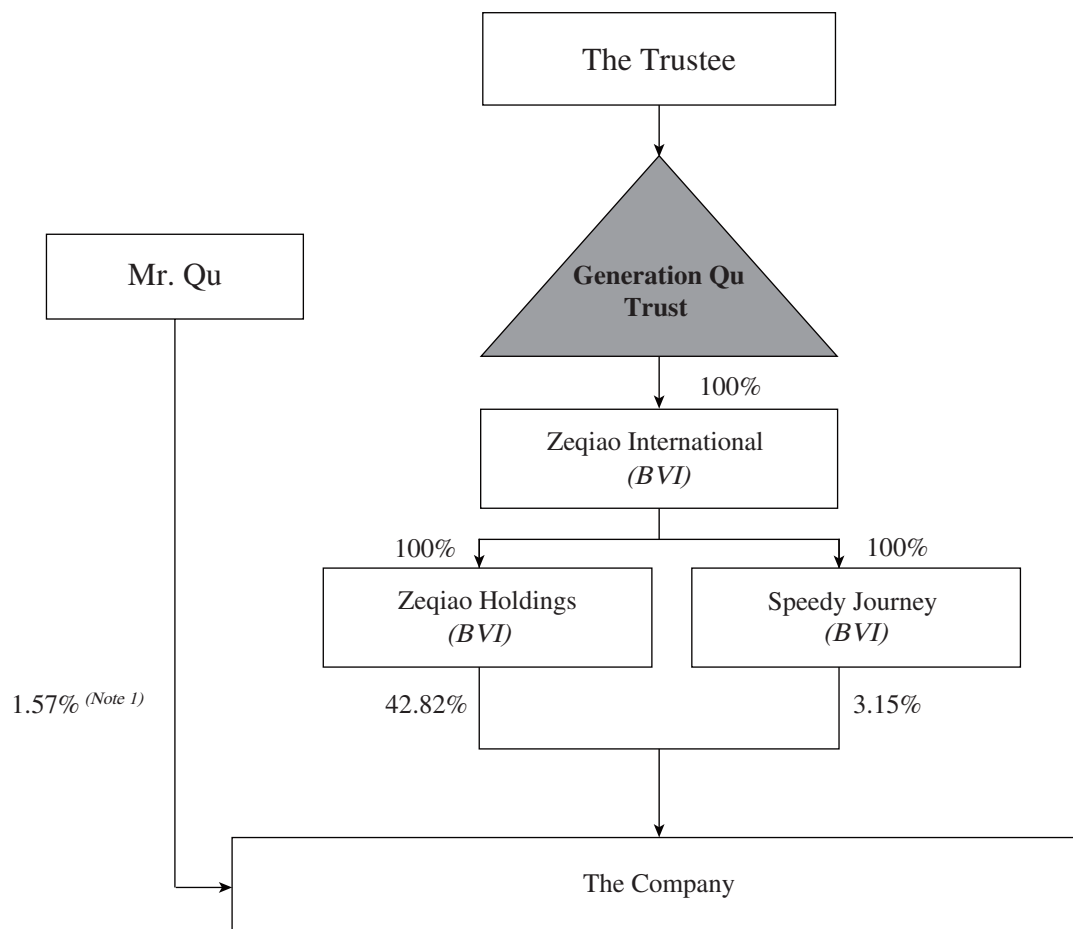 The Trustee
Generation Qu
Trust
Mr. Qu
100%
Zeqiao International
(BVI)
100%
100%
Zeqiao Holdings
(BVI)
Speedy Journey
(BVI)
1.57% (Note 1)
42.82%
3.15%
The Company